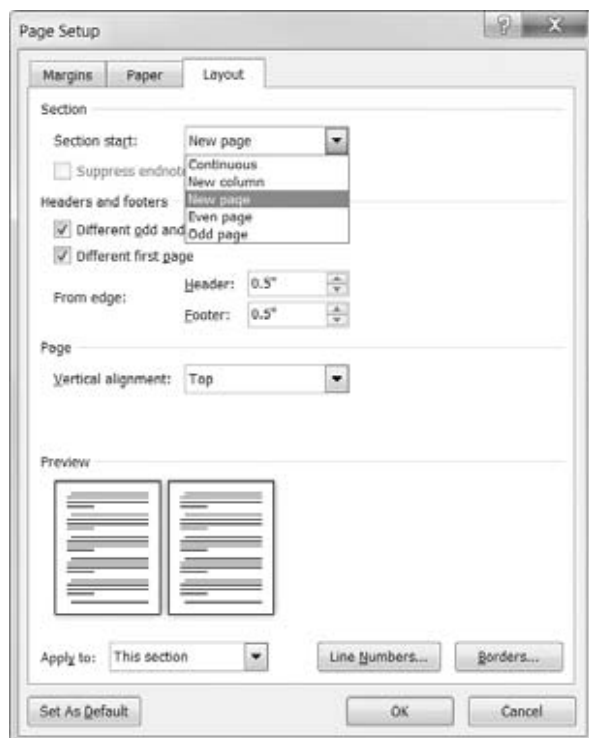 Page Setup
Margins Paper Layout
Section
Section start: New page
Continuous
Suppress endnot
New column
Headers and footers New page
Even page
Different odd and
Odd page
Different first page
From edge: Header: 0.5"
Footer: 0.5"
Page
Vertical alignment: Top
Preview
Apply to: This section Line Numbers... Borders...
Set As Default OK Cancel